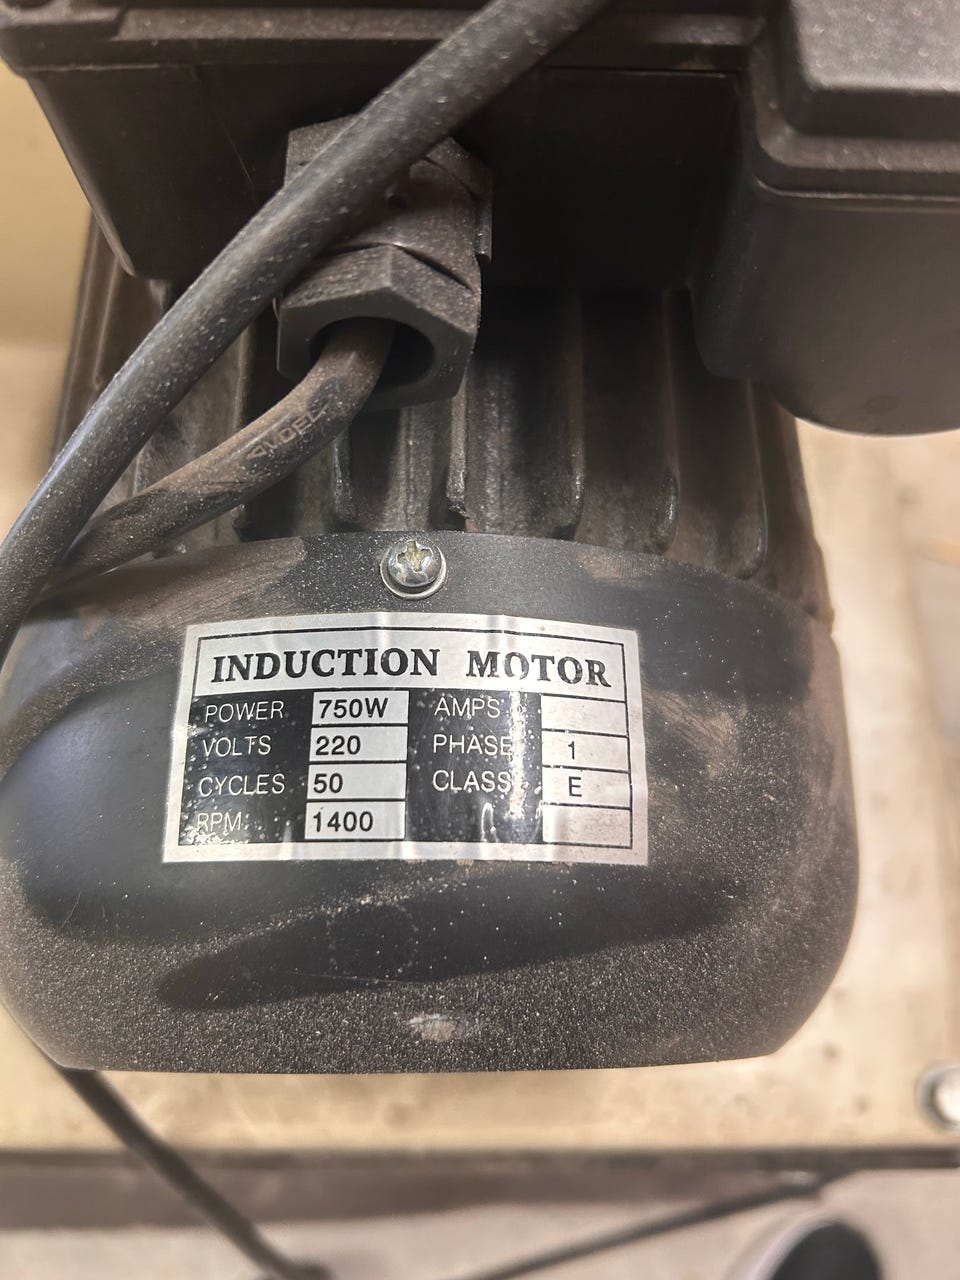 INDUCTION MOTOR
POWER 750W AMPS
VOLTS 220 PHASE 1
CYCLES 50 CLASS E
RPM 1400